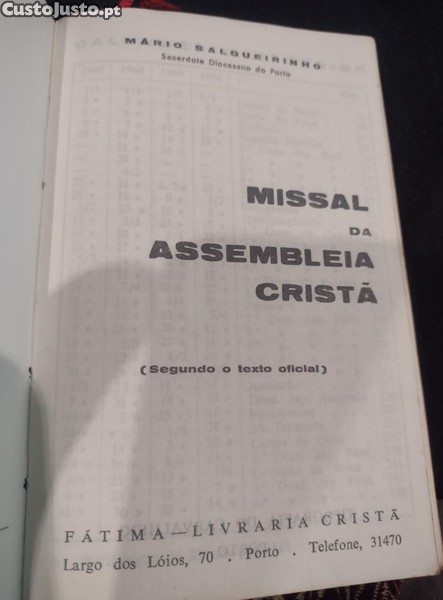 CustoJusto.pt
MÁRIO SALGUEIRINHO
Sacerdote Diocesano do Porto
MISSAL
DA
ASSEMBLEIA
CRISTÃ
(Segundo o texto oficial)
FÁTIMA — LIVRARIA CRISTÃ
Largo dos Lóios, 70 . Porto . Telefone, 31470